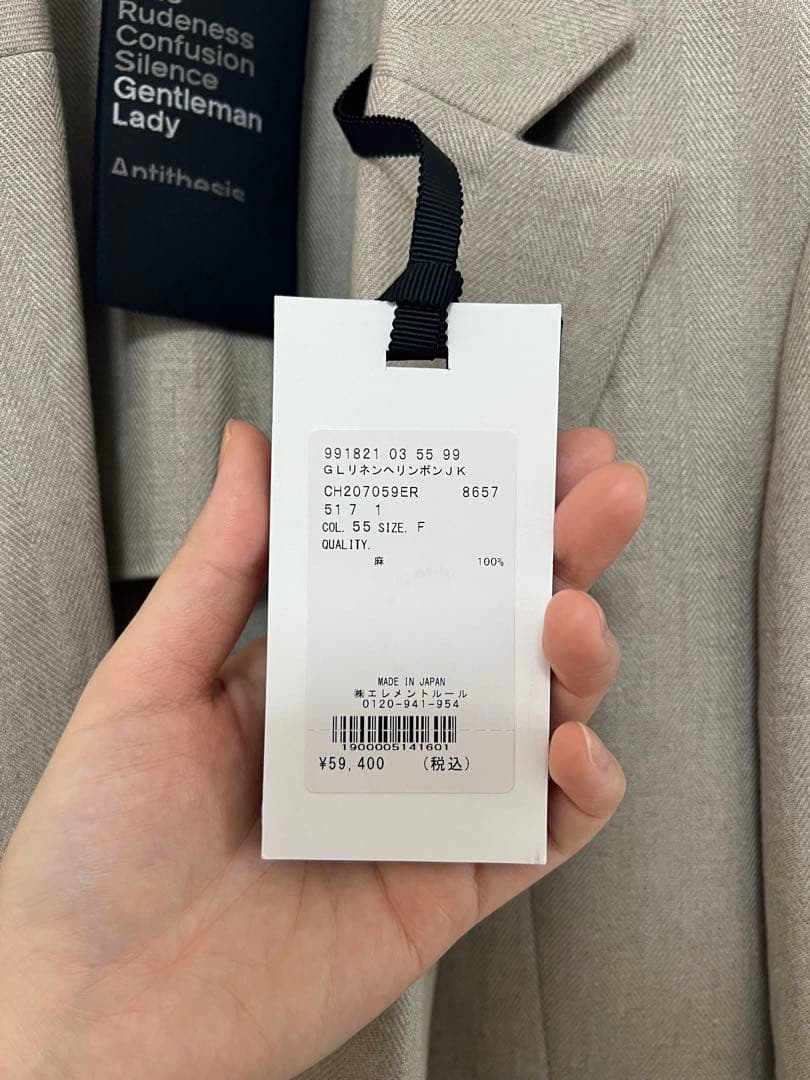 Rudeness
Confusion
Silence
Gentleman
Lady
Antithesis
991821 03 55 99
GLリネンヘリンボンJK
CH207059ER 8657
51 7 1
COL. 55 SIZE. F
QUALITY.
麻 100%
MADE IN JAPAN
㈱エレメントルール
0120-941-954
1900005141601
¥59,400 (税込)